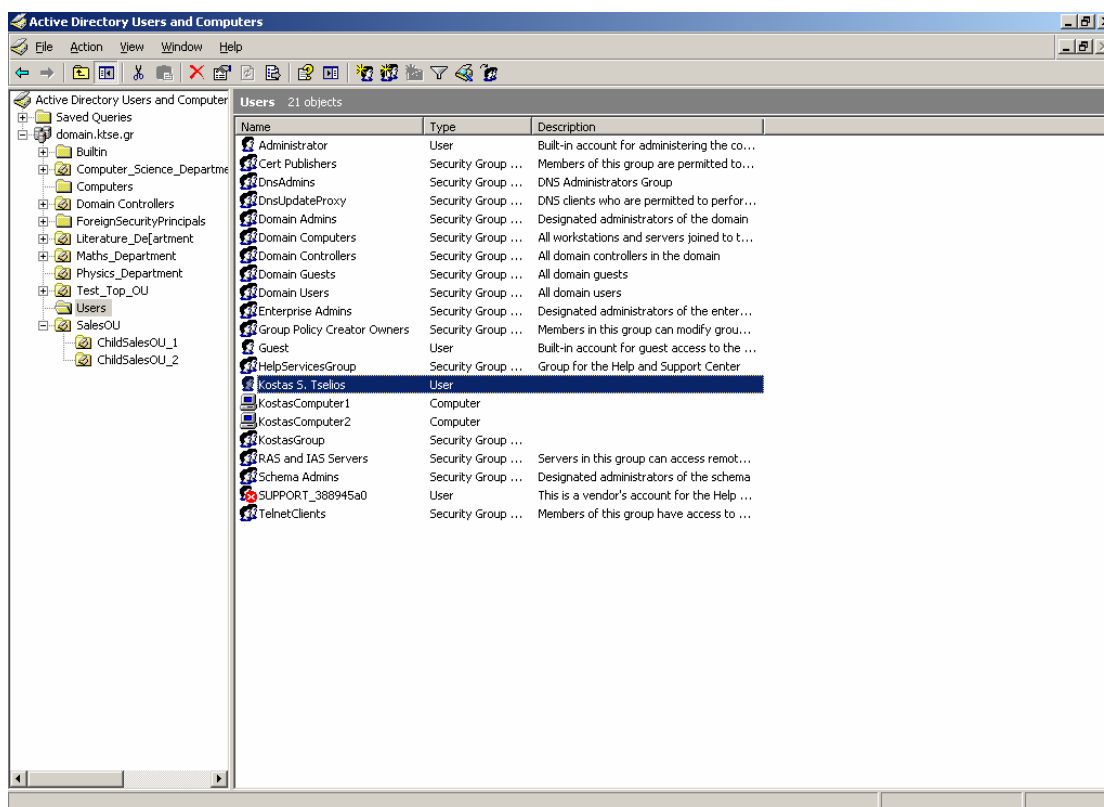 Active Directory Users and Computers
File Action View Window Help
Active Directory Users and Computer
Saved Queries
domain.ktse.gr
Builtin
Computer_Science_Departme
Computers
Domain Controllers
ForeignSecurityPrincipals
Literature_De[artment
Maths_Department
Physics_Department
Test_Top_OU
Users
SalesOU
ChildSalesOU_1
ChildSalesOU_2
Users 21 objects
Name Type Description
Administrator User Built-in account for administering the co...
Cert Publishers Security Group ... Members of this group are permitted to...
DnsAdmins Security Group ... DNS Administrators Group
DnsUpdateProxy Security Group ... DNS clients who are permitted to perfor...
Domain Admins Security Group ... Designated administrators of the domain
Domain Computers Security Group ... All workstations and servers joined to t...
Domain Controllers Security Group ... All domain controllers in the domain
Domain Guests Security Group ... All domain guests
Domain Users Security Group ... All domain users
Enterprise Admins Security Group ... Designated administrators of the enter...
Group Policy Creator Owners Security Group ... Members in this group can modify grou...
Guest User Built-in account for guest access to the ...
HelpServicesGroup Security Group ... Group for the Help and Support Center
Kostas S. Tselios User
KostasComputer1 Computer
KostasComputer2 Computer
KostasGroup Security Group ...
RAS and IAS Servers Security Group ... Servers in this group can access remot...
Schema Admins Security Group ... Designated administrators of the schema
SUPPORT_388945a0 User This is a vendor's account for the Help ...
TelnetClients Security Group ... Members of this group have access to ...